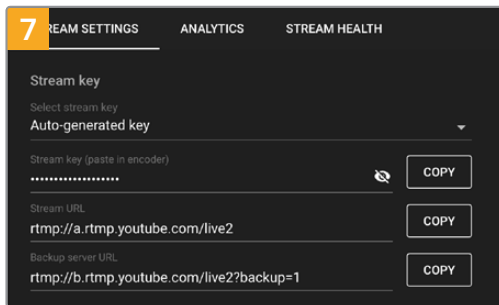 7
REAM SETTINGS ANALYTICS STREAM HEALTH
Stream key
Select stream key
Auto-generated key
Stream key (paste in encoder)
•••••••••••••••••••
COPY
Stream URL
rtmp://a.rtmp.youtube.com/live2
COPY
Backup server URL
rtmp://b.rtmp.youtube.com/live2?backup=1
COPY